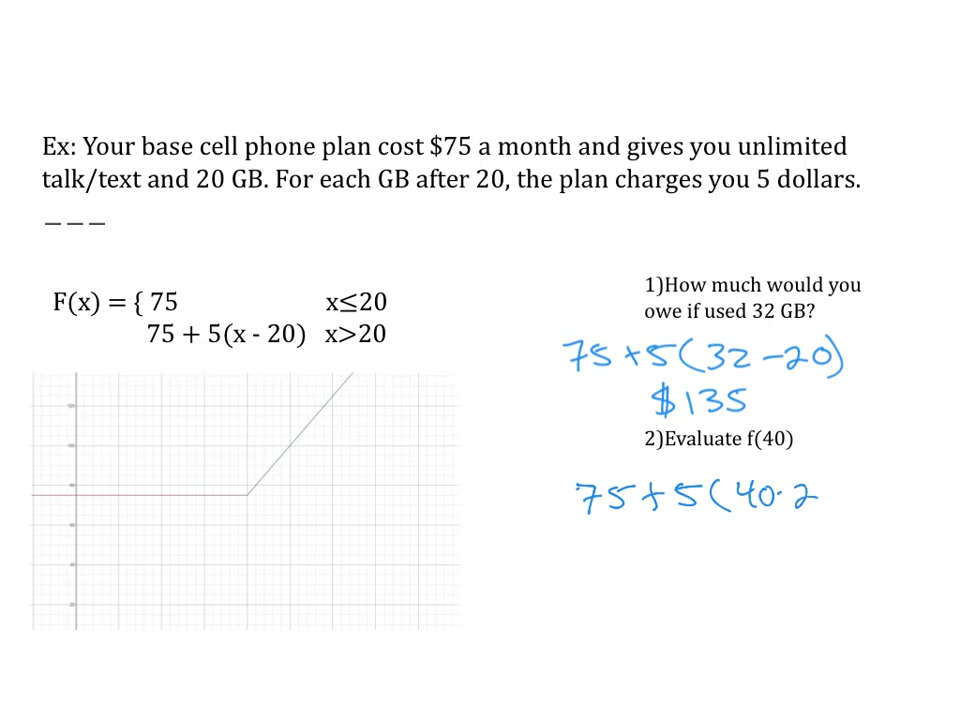 Ex: Your base cell phone plan cost $75 a month and gives you unlimited
talk/text and 20 GB. For each GB after 20, the plan charges you 5 dollars.
_ _ _
F(x) = { 75 x≤20
75 + 5(x - 20) x>20
1)How much would you
owe if used 32 GB?
75 + 5(32 - 20)
$135
2)Evaluate f(40)
75 + 5(40 · 2